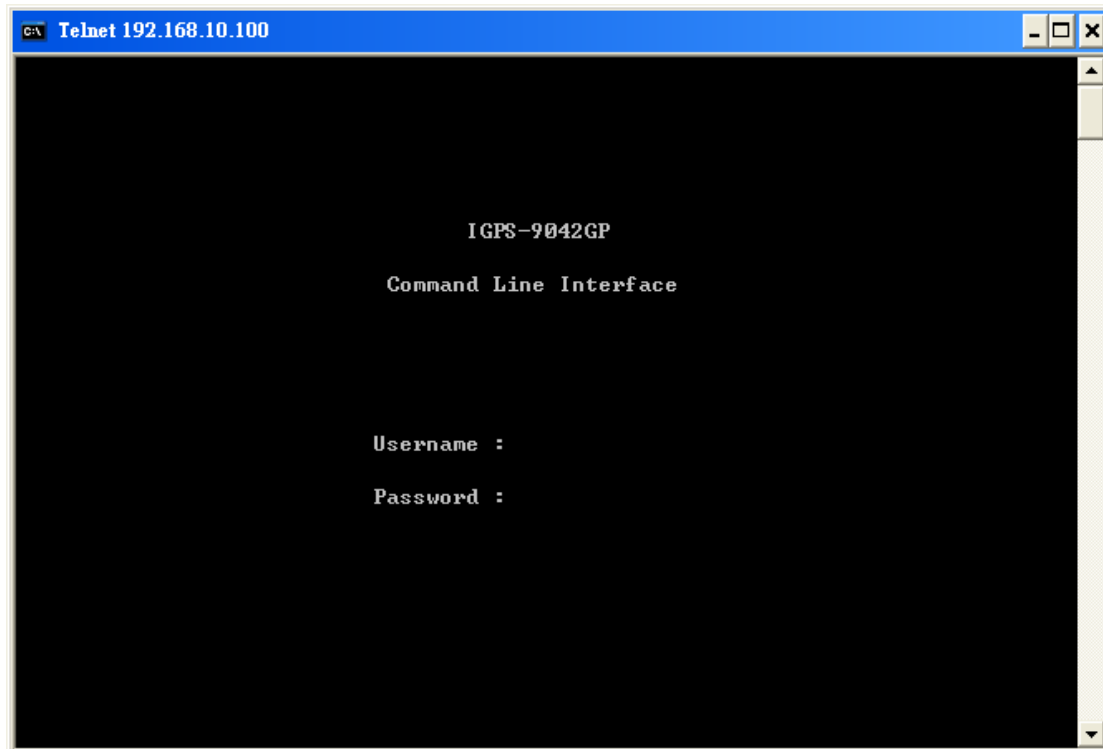 Telnet 192.168.10.100
IGPS-9042GP
Command Line Interface
Username :
Password :